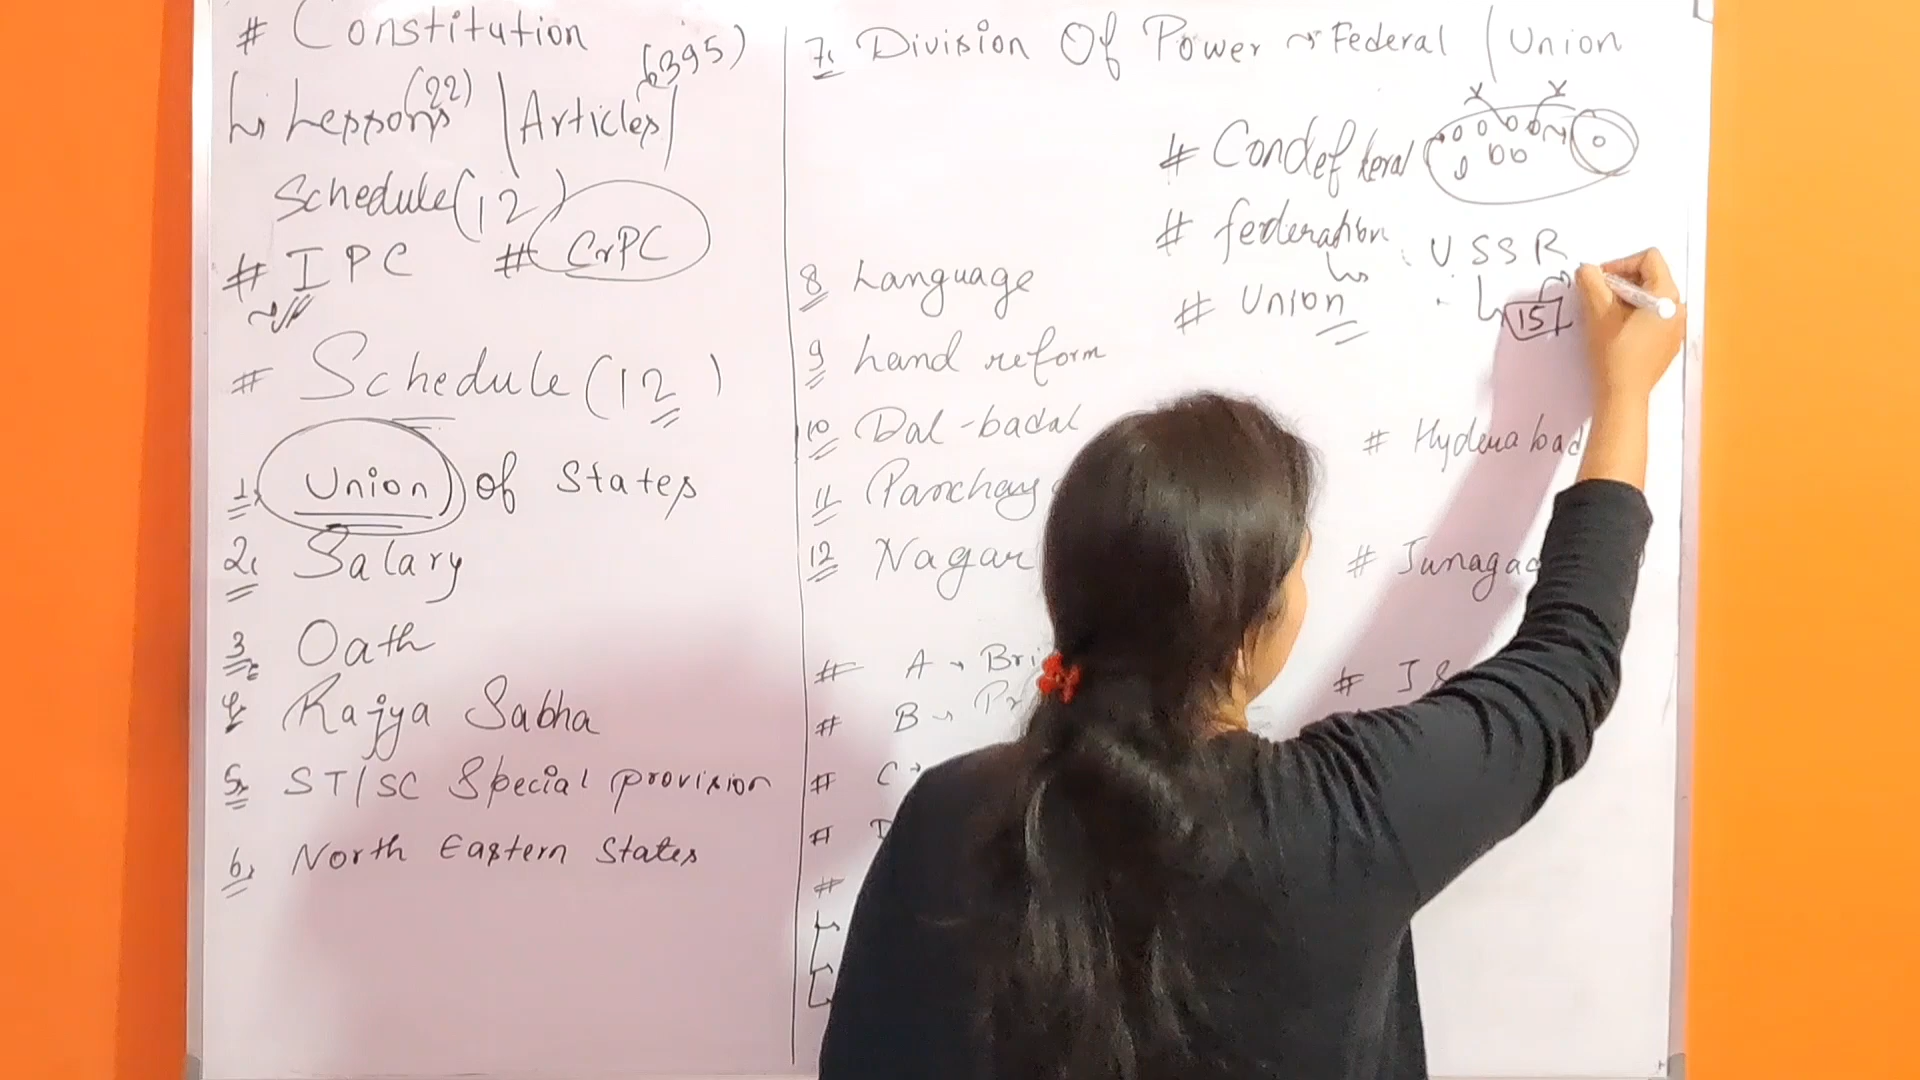 # Constitution
↳ Lessons (22) | Articles (395) |
Schedule (12)
# IPC # CrPC
# Schedule (12)
1. Union of States
2. Salary
3. Oath
4. Rajya Sabha
5. ST/SC Special provision
6. North Eastern States
7. Division Of Power → Federal | Union
# Condef deral
# federation
# Union
USSR
↳ 15
8 Language
9 Land reform
10 Dal-badal
11 Panchay
12 Nagar
# Hyderabad
# Junagad
# A → Bri
# B → Pr
# C →
# D
#
# J &